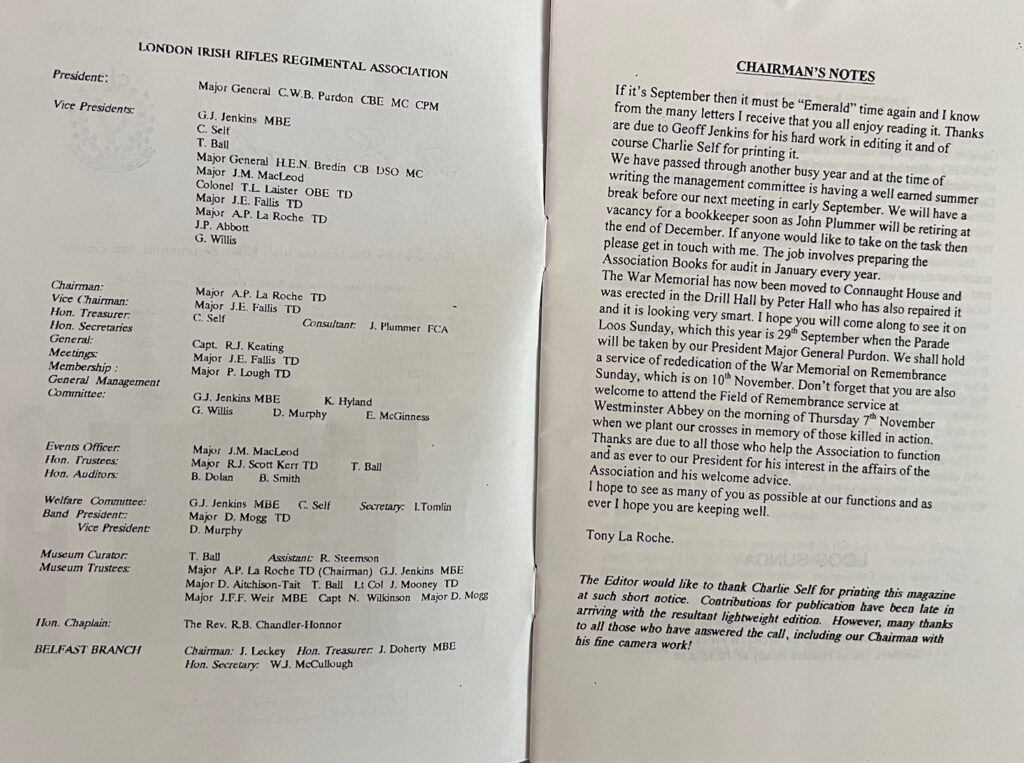 LONDON IRISH RIFLES REGIMENTAL ASSOCIATION
President: Major General C.W.B. Purdon CBE MC CPM
Vice Presidents: G.J. Jenkins MBE
C. Self
T. Ball
Major General H.E.N. Bredin CB DSO MC
Major J.M. MacLeod
Colonel T.L. Laister OBE TD
Major J.E. Fallis TD
Major A.P. La Roche TD
J.P. Abbott
G. Willis
Chairman: Major A.P. La Roche TD
Vice Chairman: Major J.E. Fallis TD
Hon. Treasurer: C. Self Consultant: J. Plummer FCA
Hon. Secretaries
General: Capt. R.J. Keating
Meetings: Major J.E. Fallis TD
Membership : Major P. Lough TD
General Management
Committee: G.J. Jenkins MBE K. Hyland
G. Willis D. Murphy E. McGinness
Events Officer: Major J.M. MacLeod
Hon. Trustees: Major R.J. Scott Kerr TD T. Ball
Hon. Auditors: B. Dolan B. Smith
Welfare Committee: G.J. Jenkins MBE C. Self Secretary: I.Tomlin
Band President:: Major D. Mogg TD
Vice President: D. Murphy
Museum Curator: T. Ball Assistant: R. Steemson
Museum Trustees: Major A.P. La Roche TD (Chairman) G.J. Jenkins MBE
Major D. Aitchison-Tait T. Ball Lt Col J. Mooney TD
Major J.F.F. Weir MBE Capt N. Wilkinson Major D. Mogg
Hon. Chaplain: The Rev. R.B. Chandler-Honnor
BELFAST BRANCH Chairman: J. Leckey Hon. Treasurer: J. Doherty MBE
Hon. Secretary: W.J. McCullough
CHAIRMAN'S NOTES
If it's September then it must be "Emerald" time again and I know
from the many letters I receive that you all enjoy reading it. Thanks
are due to Geoff Jenkins for his hard work in editing it and of
course Charlie Self for printing it.
We have passed through another busy year and at the time of
writing the management committee is having a well earned summer
break before our next meeting in early September. We will have a
vacancy for a bookkeeper soon as John Plummer will be retiring at
the end of December. If anyone would like to take on the task then
please get in touch with me. The job involves preparing the
Association Books for audit in January every year.
The War Memorial has now been moved to Connaught House and
was erected in the Drill Hall by Peter Hall who has also repaired it
and it is looking very smart. I hope you will come along to see it on
Loos Sunday, which this year is 29th September when the Parade
will be taken by our President Major General Purdon. We shall hold
a service of rededication of the War Memorial on Remembrance
Sunday, which is on 10th November. Don't forget that you are also
welcome to attend the Field of Remembrance service at
Westminster Abbey on the morning of Thursday 7th November
when we plant our crosses in memory of those killed in action.
Thanks are due to all those who help the Association to function
and as ever to our President for his interest in the affairs of the
Association and his welcome advice.
I hope to see as many of you as possible at our functions and as
ever I hope you are keeping well.
Tony La Roche.
The Editor would like to thank Charlie Self for printing this magazine
at such short notice. Contributions for publication have been late in
arriving with the resultant lightweight edition. However, many thanks
to all those who have answered the call, including our Chairman with
his fine camera work!